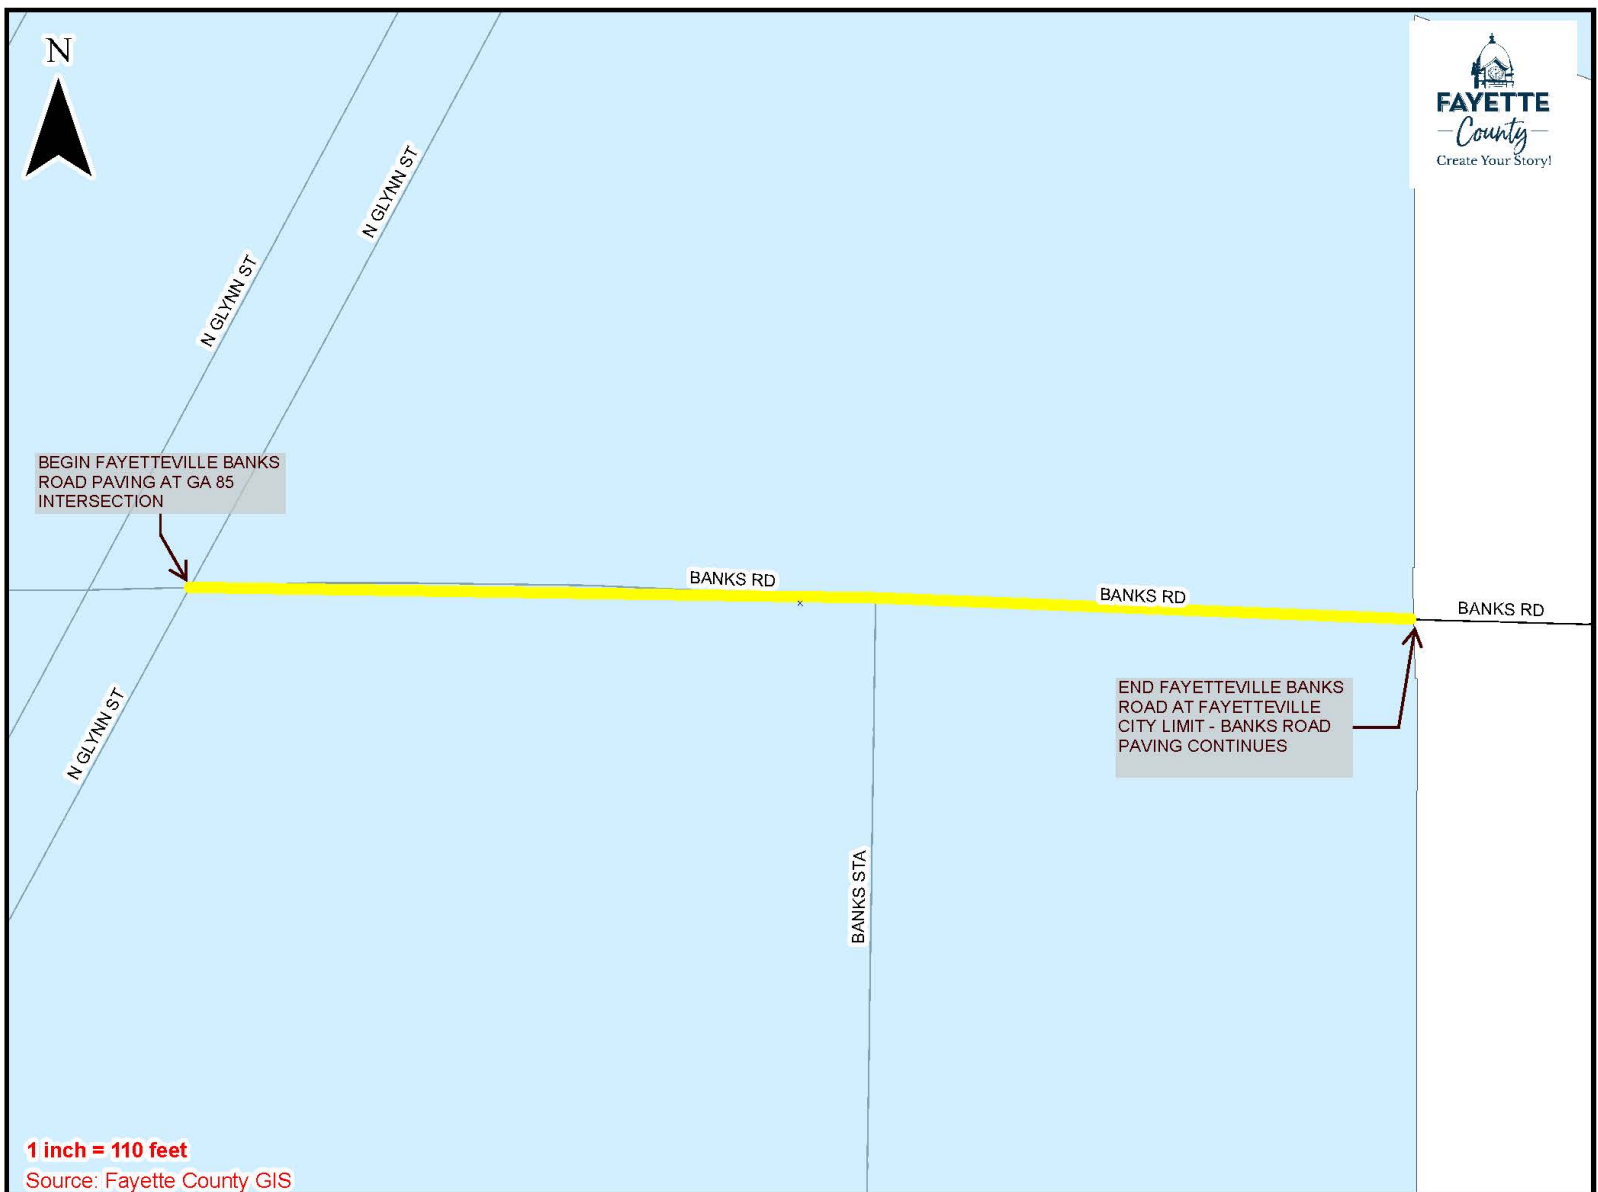 N
FAYETTE
County
Create Your Story!
N GLYNN ST
N GLYNN ST
BEGIN FAYETTEVILLE BANKS
ROAD PAVING AT GA 85
INTERSECTION
BANKS RD
BANKS RD
BANKS RD
N GLYNN ST
END FAYETTEVILLE BANKS
ROAD AT FAYETTEVILLE
CITY LIMIT - BANKS ROAD
PAVING CONTINUES
BANKS STA
1 inch = 110 feet
Source: Fayette County GIS